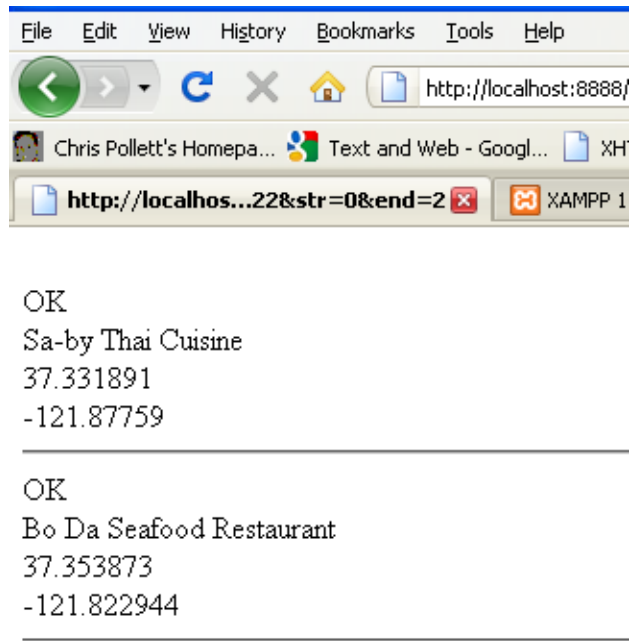 File Edit View History Bookmarks Tools Help
http://localhost:8888/
Chris Pollett's Homepa... Text and Web - Googl... XH
http://localhos...22&str=0&end=2 XAMPP 1
OK
Sa-by Thai Cuisine
37.331891
-121.87759
OK
Bo Da Seafood Restaurant
37.353873
-121.822944